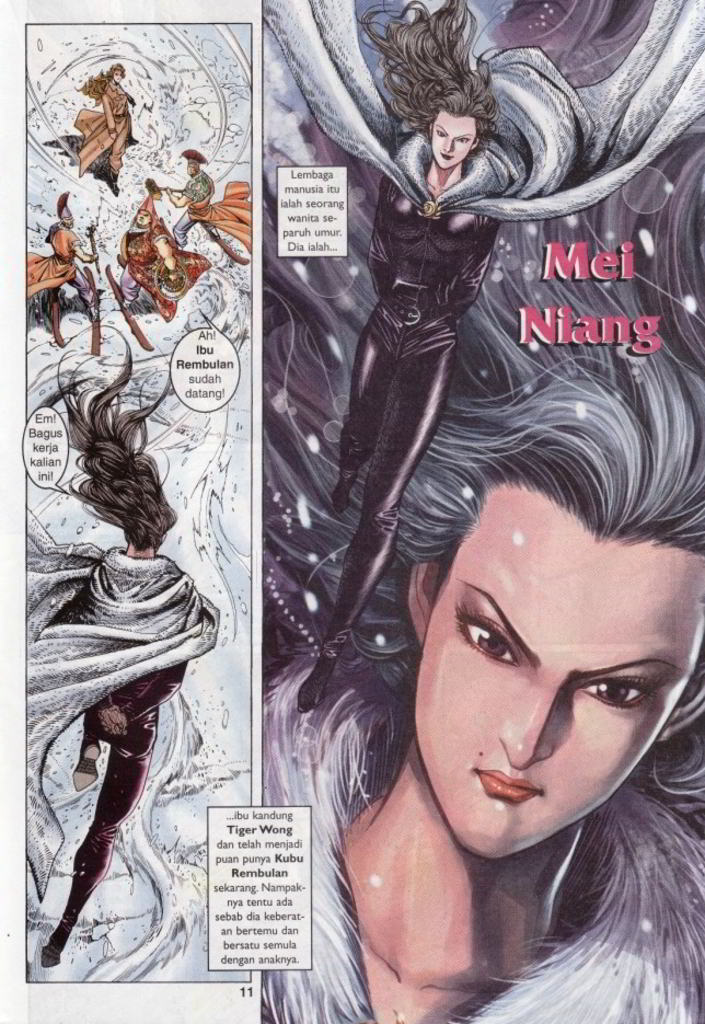 Ah!
Ibu
Rembulan
sudah
datang!
Em!
Bagus
kerja
kalian
ini!
Lembaga
manusia itu
ialah seorang
wanita se-
paruh umur.
Dia ialah...
Mei
Niang
...ibu kandung
Tiger Wong
dan telah menjadi
puan punya Kubu
Rembulan
sekarang. Nampak-
nya tentu ada
sebab dia keberat-
an bertemu dan
bersatu semula
dengan anaknya.
11